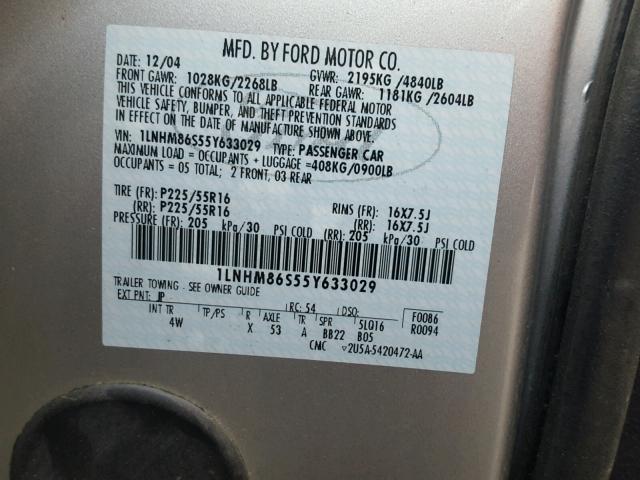 MFD. BY FORD MOTOR CO.
12/04 GVWR: 2195KG /4840LB
FRONT GAWR: 1028KG/2268LB REAR GAWR: 1181KG/2604LB
THIS VEHICLE CONFORMS TO ALL APPLICABLE FEDERAL MOTOR
VEHICLE SAFETY, BUMPER, AND THEFT PREVENTION STANDARDS
IN EFFECT ON THE DATE OF MANUFACTURE SHOWN ABOVE.
VIN: 1LNHM86S55Y633029 TYPE: PASSENGER CAR
MAXIMUM LOAD = OCCUPANTS + LUGGAGE =408KG/0900LB
OCCUPANTS = 05 TOTAL; 2 FRONT, 03 REAR
TIRE (FR): P225/55R16 RIMS (FR): 16X7.5J
(RR): P225/55R16 (RR): 16X7.5J
PRESSURE (FR): 205 kPa/30 PSI COLD (RR): 205 kPa/30 PSI COLD
1LNHM86S55Y633029
TRAILER TOWING - SEE OWNER GUIDE
EXT PNT: JP RC: 54 DSO: F0086
INT TR TP/PS R AXLE TR SPR 5L016 R0094
4W X 53 A BB22 B05
CMC ▽2U5A-5420472-AA